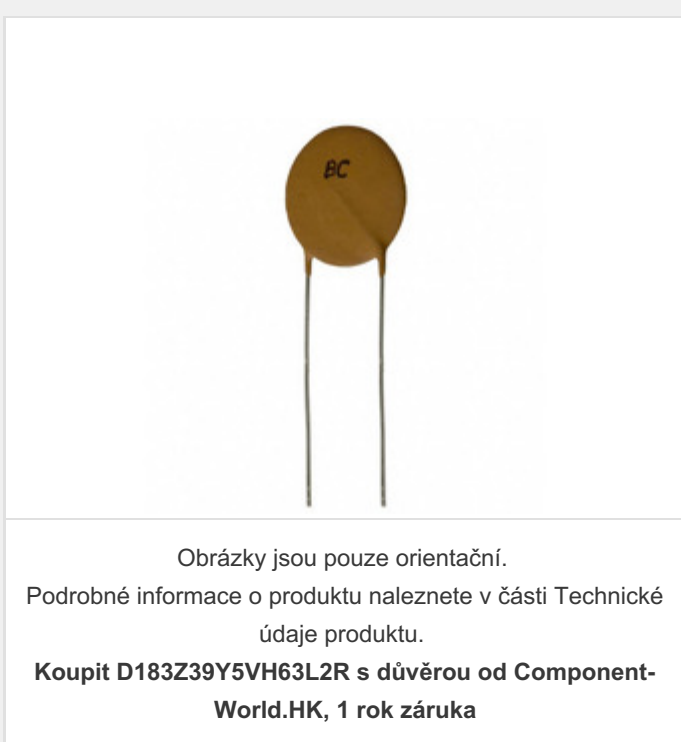 BC
Obrázky jsou pouze orientační.
Podrobné informace o produktu naleznete v části Technické
údaje produktu.
Koupit D183Z39Y5VH63L2R s důvěrou od Component-
World.HK, 1 rok záruka